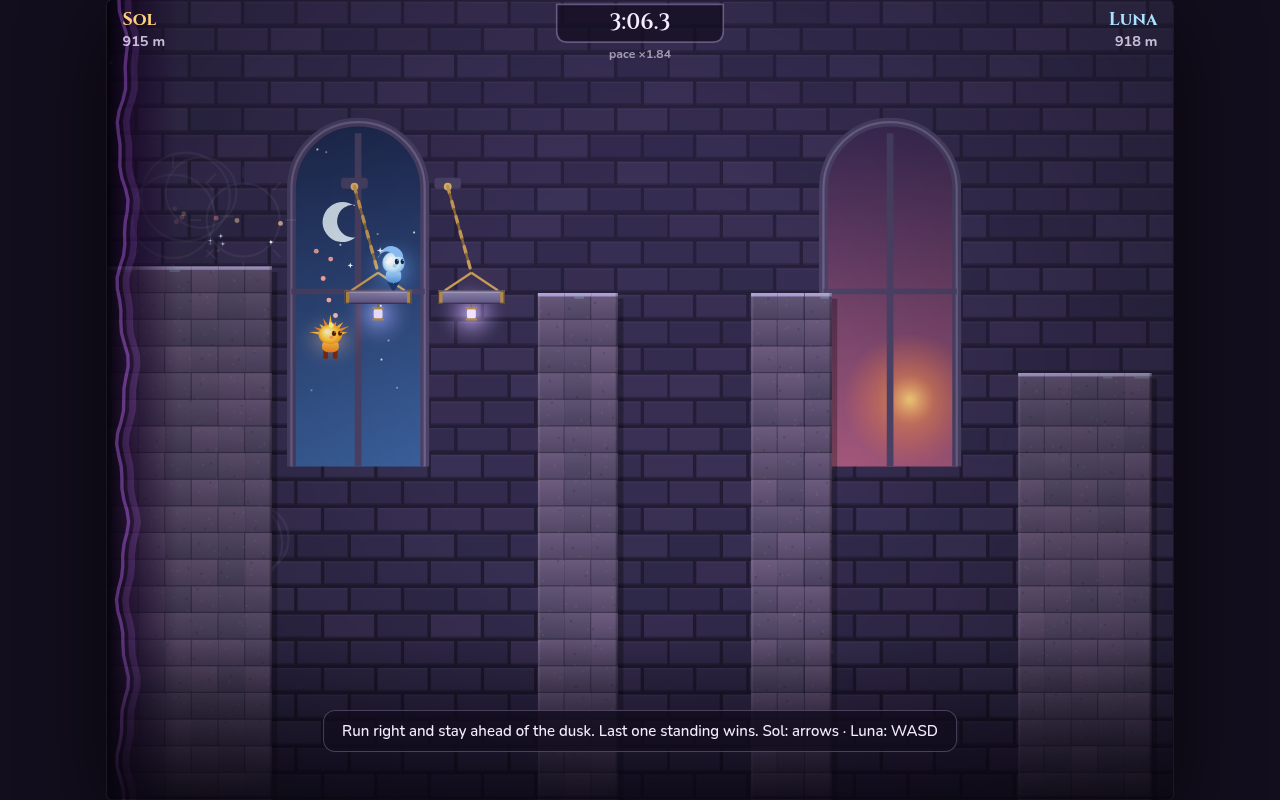 Sol
915 m
3:06.3
pace ×1.84
Luna
918 m
Run right and stay ahead of the dusk. Last one standing wins. Sol: arrows · Luna: WASD